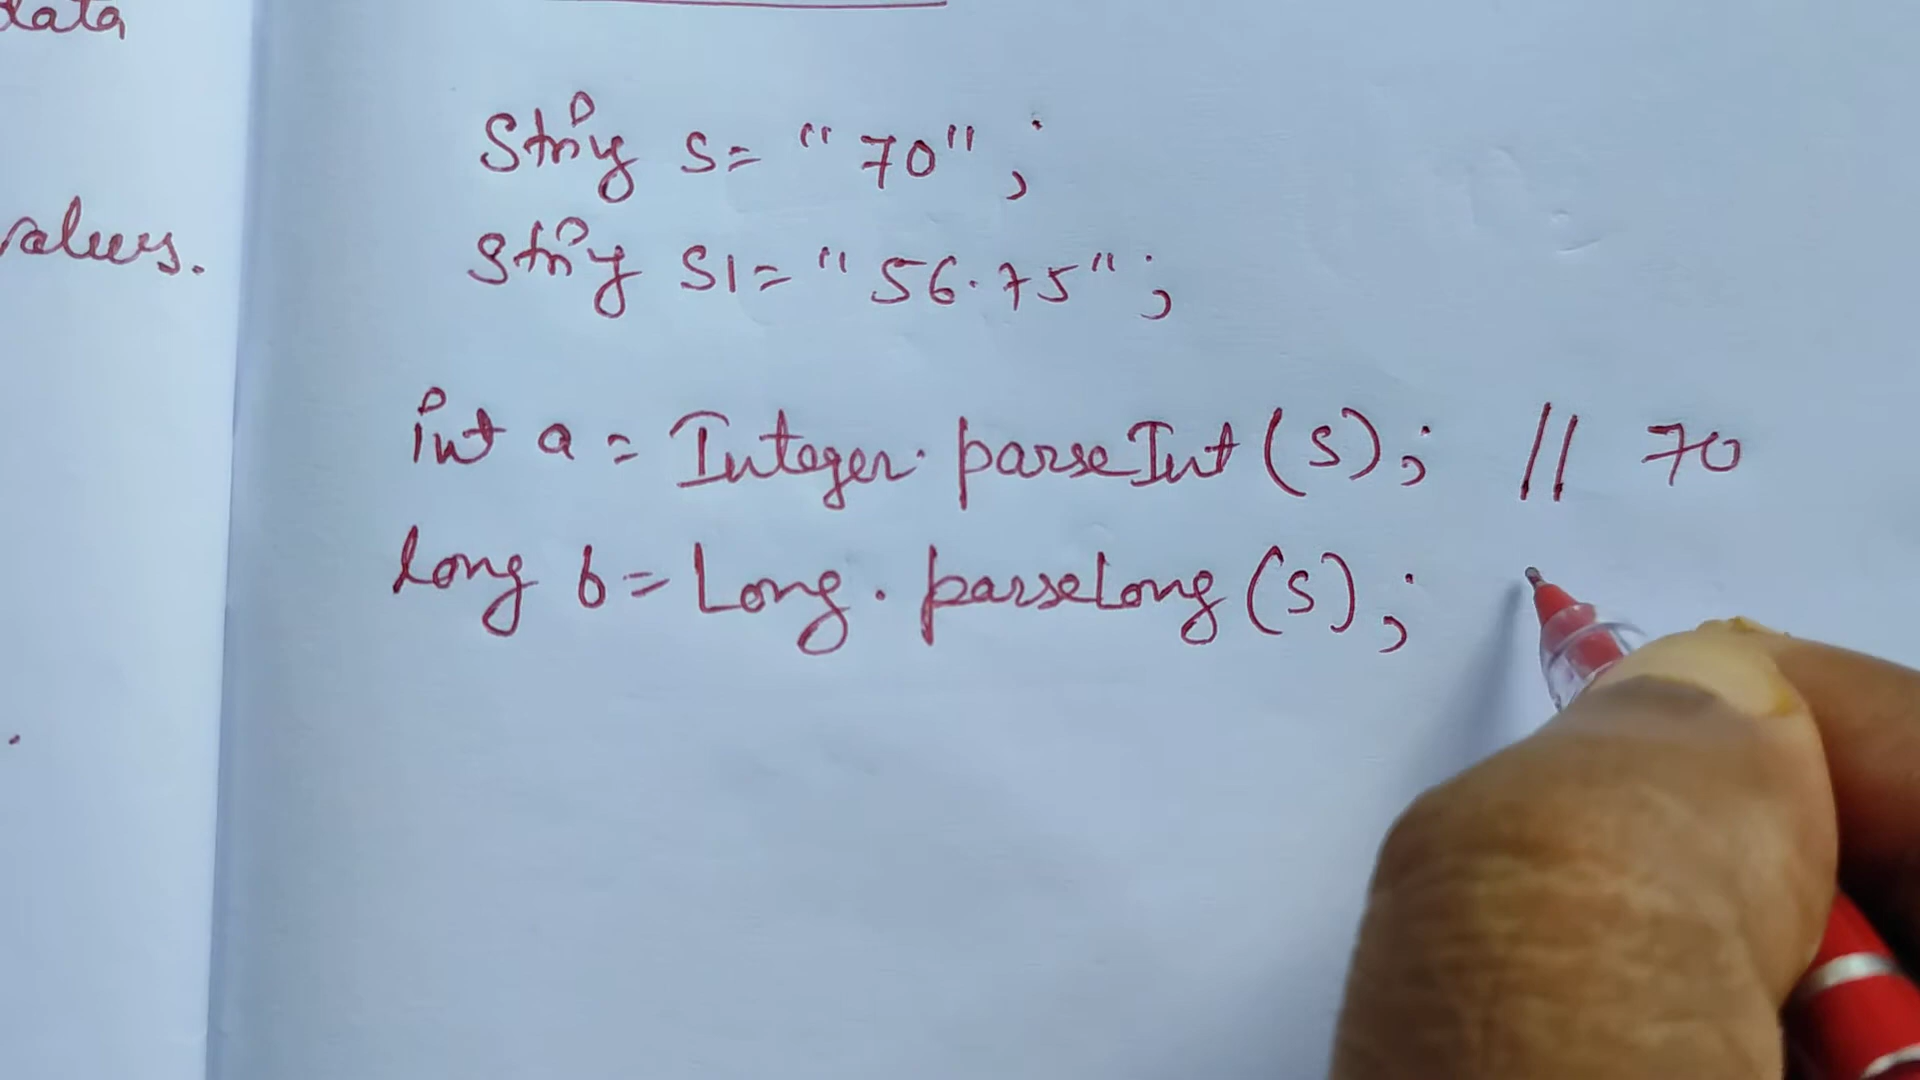 data
values.
String s = "70";
String s1 = "56.75";
int a = Integer.parseInt(s); // 70
long b = Long.parseLong(s);